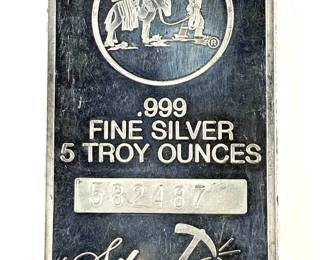 ®
.999
FINE SILVER
5 TROY OUNCES
582487